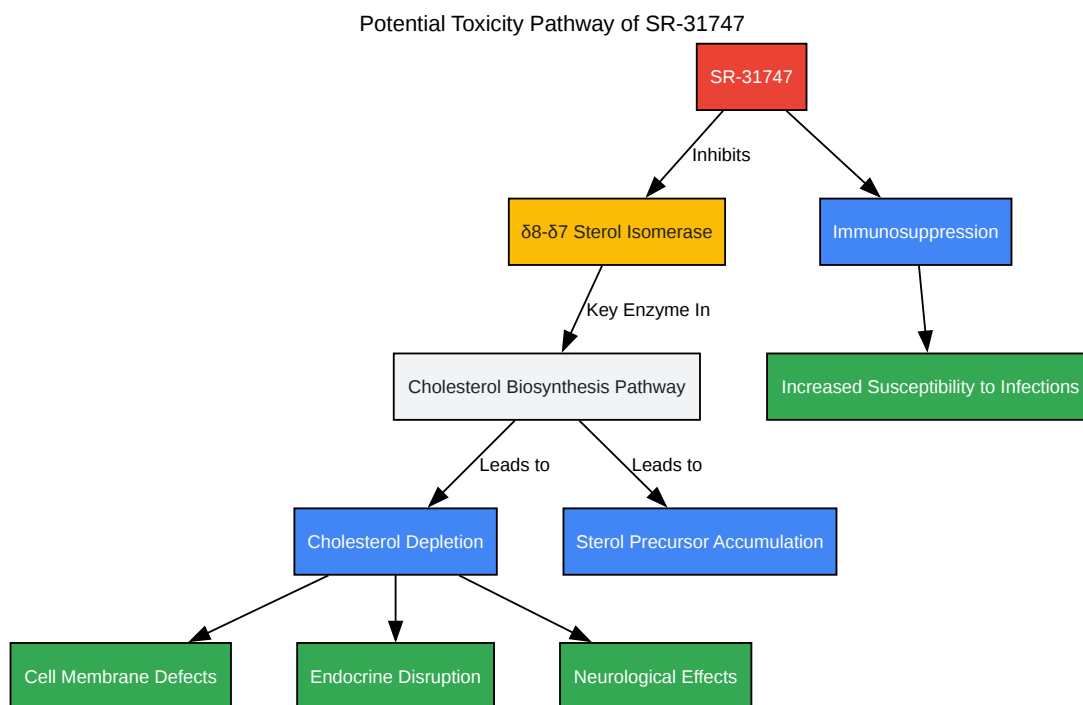 Potential Toxicity Pathway of SR-31747
SR-31747
Inhibits
δ8-δ7 Sterol Isomerase
Immunosuppression
Key Enzyme In
Cholesterol Biosynthesis Pathway
Increased Susceptibility to Infections
Leads to
Leads to
Cholesterol Depletion
Sterol Precursor Accumulation
Cell Membrane Defects
Endocrine Disruption
Neurological Effects